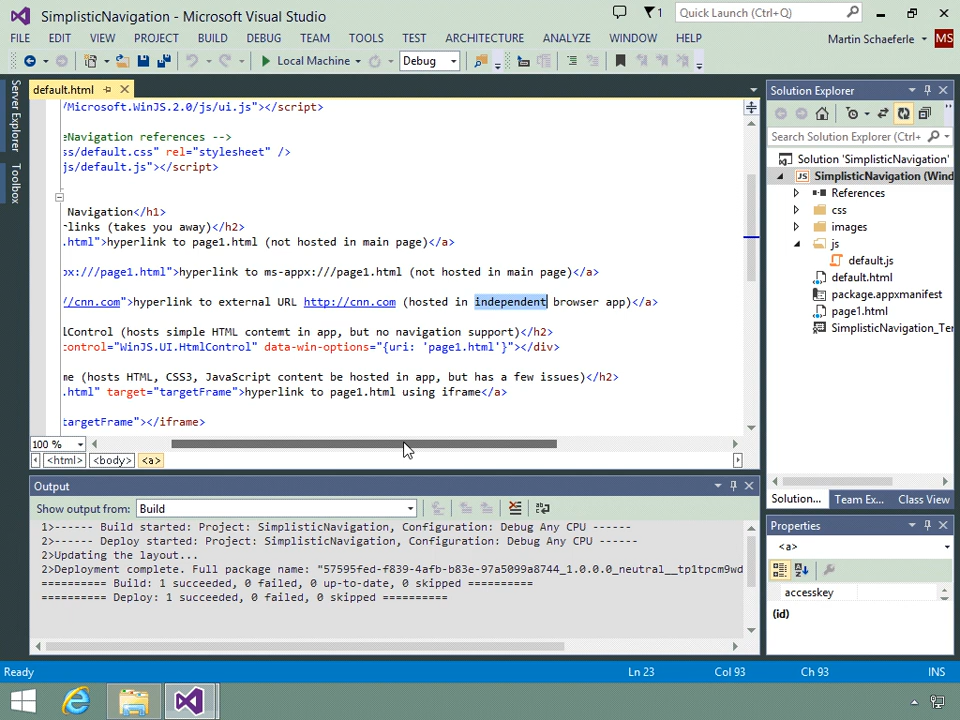 SimplisticNavigation - Microsoft Visual Studio
1
Quick Launch (Ctrl+Q)
FILE EDIT VIEW PROJECT BUILD DEBUG TEAM TOOLS TEST ARCHITECTURE ANALYZE WINDOW HELP
Martin Schaeferle MS
Local Machine
Debug
Server Explorer
Toolbox
default.html
/Microsoft.WinJS.2.0/js/ui.js"></script>
eNavigation references -->
ss/default.css" rel="stylesheet" />
js/default.js"></script>
Navigation</h1>
links (takes you away)</h2>
.html">hyperlink to page1.html (not hosted in main page)</a>
px:///page1.html">hyperlink to ms-appx:///page1.html (not hosted in main page)</a>
//cnn.com">hyperlink to external URL http://cnn.com (hosted in independent browser app)</a>
lControl (hosts simple HTML contemt in app, but no navigation support)</h2>
control="WinJS.UI.HtmlControl" data-win-options="{uri: 'page1.html'}"></div>
me (hosts HTML, CSS3, JavaScript content be hosted in app, but has a few issues)</h2>
.html" target="targetFrame">hyperlink to page1.html using iframe</a>
targetFrame"></iframe>
100 %
<html> <body> <a>
Output
Show output from: Build
1>------ Build started: Project: SimplisticNavigation, Configuration: Debug Any CPU ------
2>------ Deploy started: Project: SimplisticNavigation, Configuration: Debug Any CPU ------
2>Updating the layout...
2>Deployment complete. Full package name: "57595fed-f839-4afb-b83e-97a5099a8744_1.0.0.0_neutral__tp1tpcm9wd
========== Build: 1 succeeded, 0 failed, 0 up-to-date, 0 skipped ==========
========== Deploy: 1 succeeded, 0 failed, 0 skipped ==========
Solution Explorer
Search Solution Explorer (Ctrl+
Solution 'SimplisticNavigation'
JS SimplisticNavigation (Wind
References
css
images
js
default.js
default.html
package.appxmanifest
page1.html
SimplisticNavigation_Ter
Solution... Team Ex... Class View
Properties
<a>
accesskey
(id)
Ready
Ln 23
Col 93
Ch 93
INS